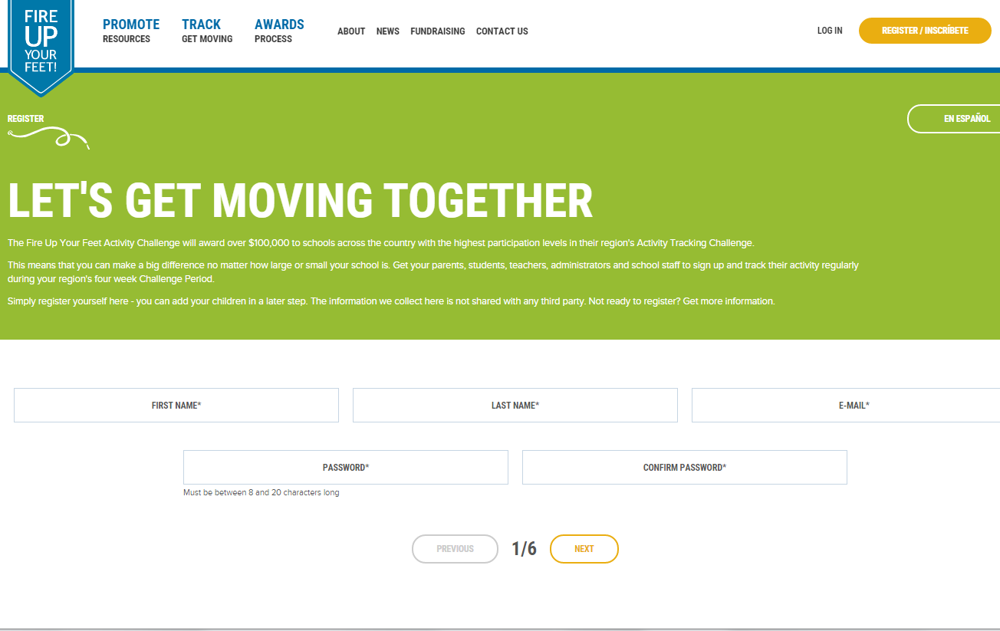 FIRE
UP
YOUR
FEET!
PROMOTE
RESOURCES
TRACK
GET MOVING
AWARDS
PROCESS
ABOUT
NEWS
FUNDRAISING
CONTACT US
LOG IN
REGISTER / INSCRÍBETE
REGISTER
EN ESPAÑOL
LET'S GET MOVING TOGETHER
The Fire Up Your Feet Activity Challenge will award over $100,000 to schools across the country with the highest participation levels in their region's Activity Tracking Challenge.
This means that you can make a big difference no matter how large or small your school is. Get your parents, students, teachers, administrators and school staff to sign up and track their activity regularly
during your region's four week Challenge Period.
Simply register yourself here - you can add your children in a later step. The information we collect here is not shared with any third party. Not ready to register? Get more information.
FIRST NAME*
LAST NAME*
E-MAIL*
PASSWORD*
CONFIRM PASSWORD*
Must be between 8 and 20 characters long
PREVIOUS
1/6
NEXT